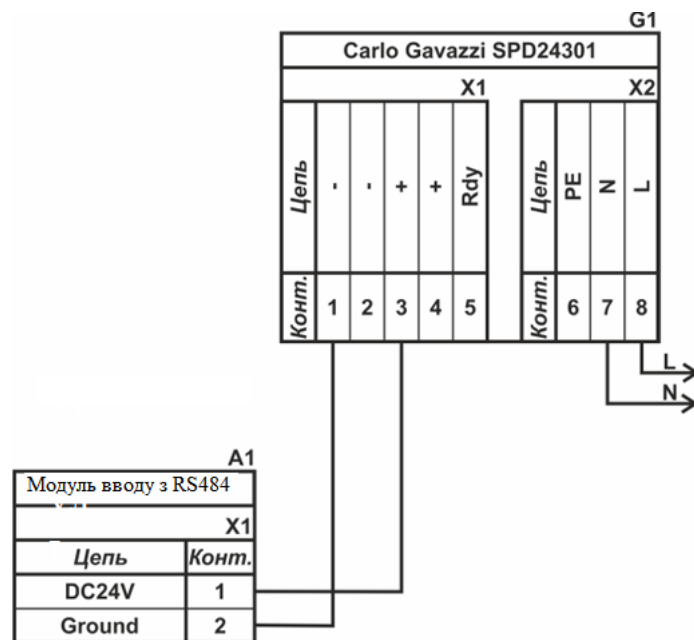 G1
Carlo Gavazzi SPD24301
X1 X2
Цепь - - + + Rdy Цепь PE N L
Конт. 1 2 3 4 5 Конт. 6 7 8
L
N
A1
Модуль вводу з RS484
X1
Цепь Конт.
DC24V 1
Ground 2